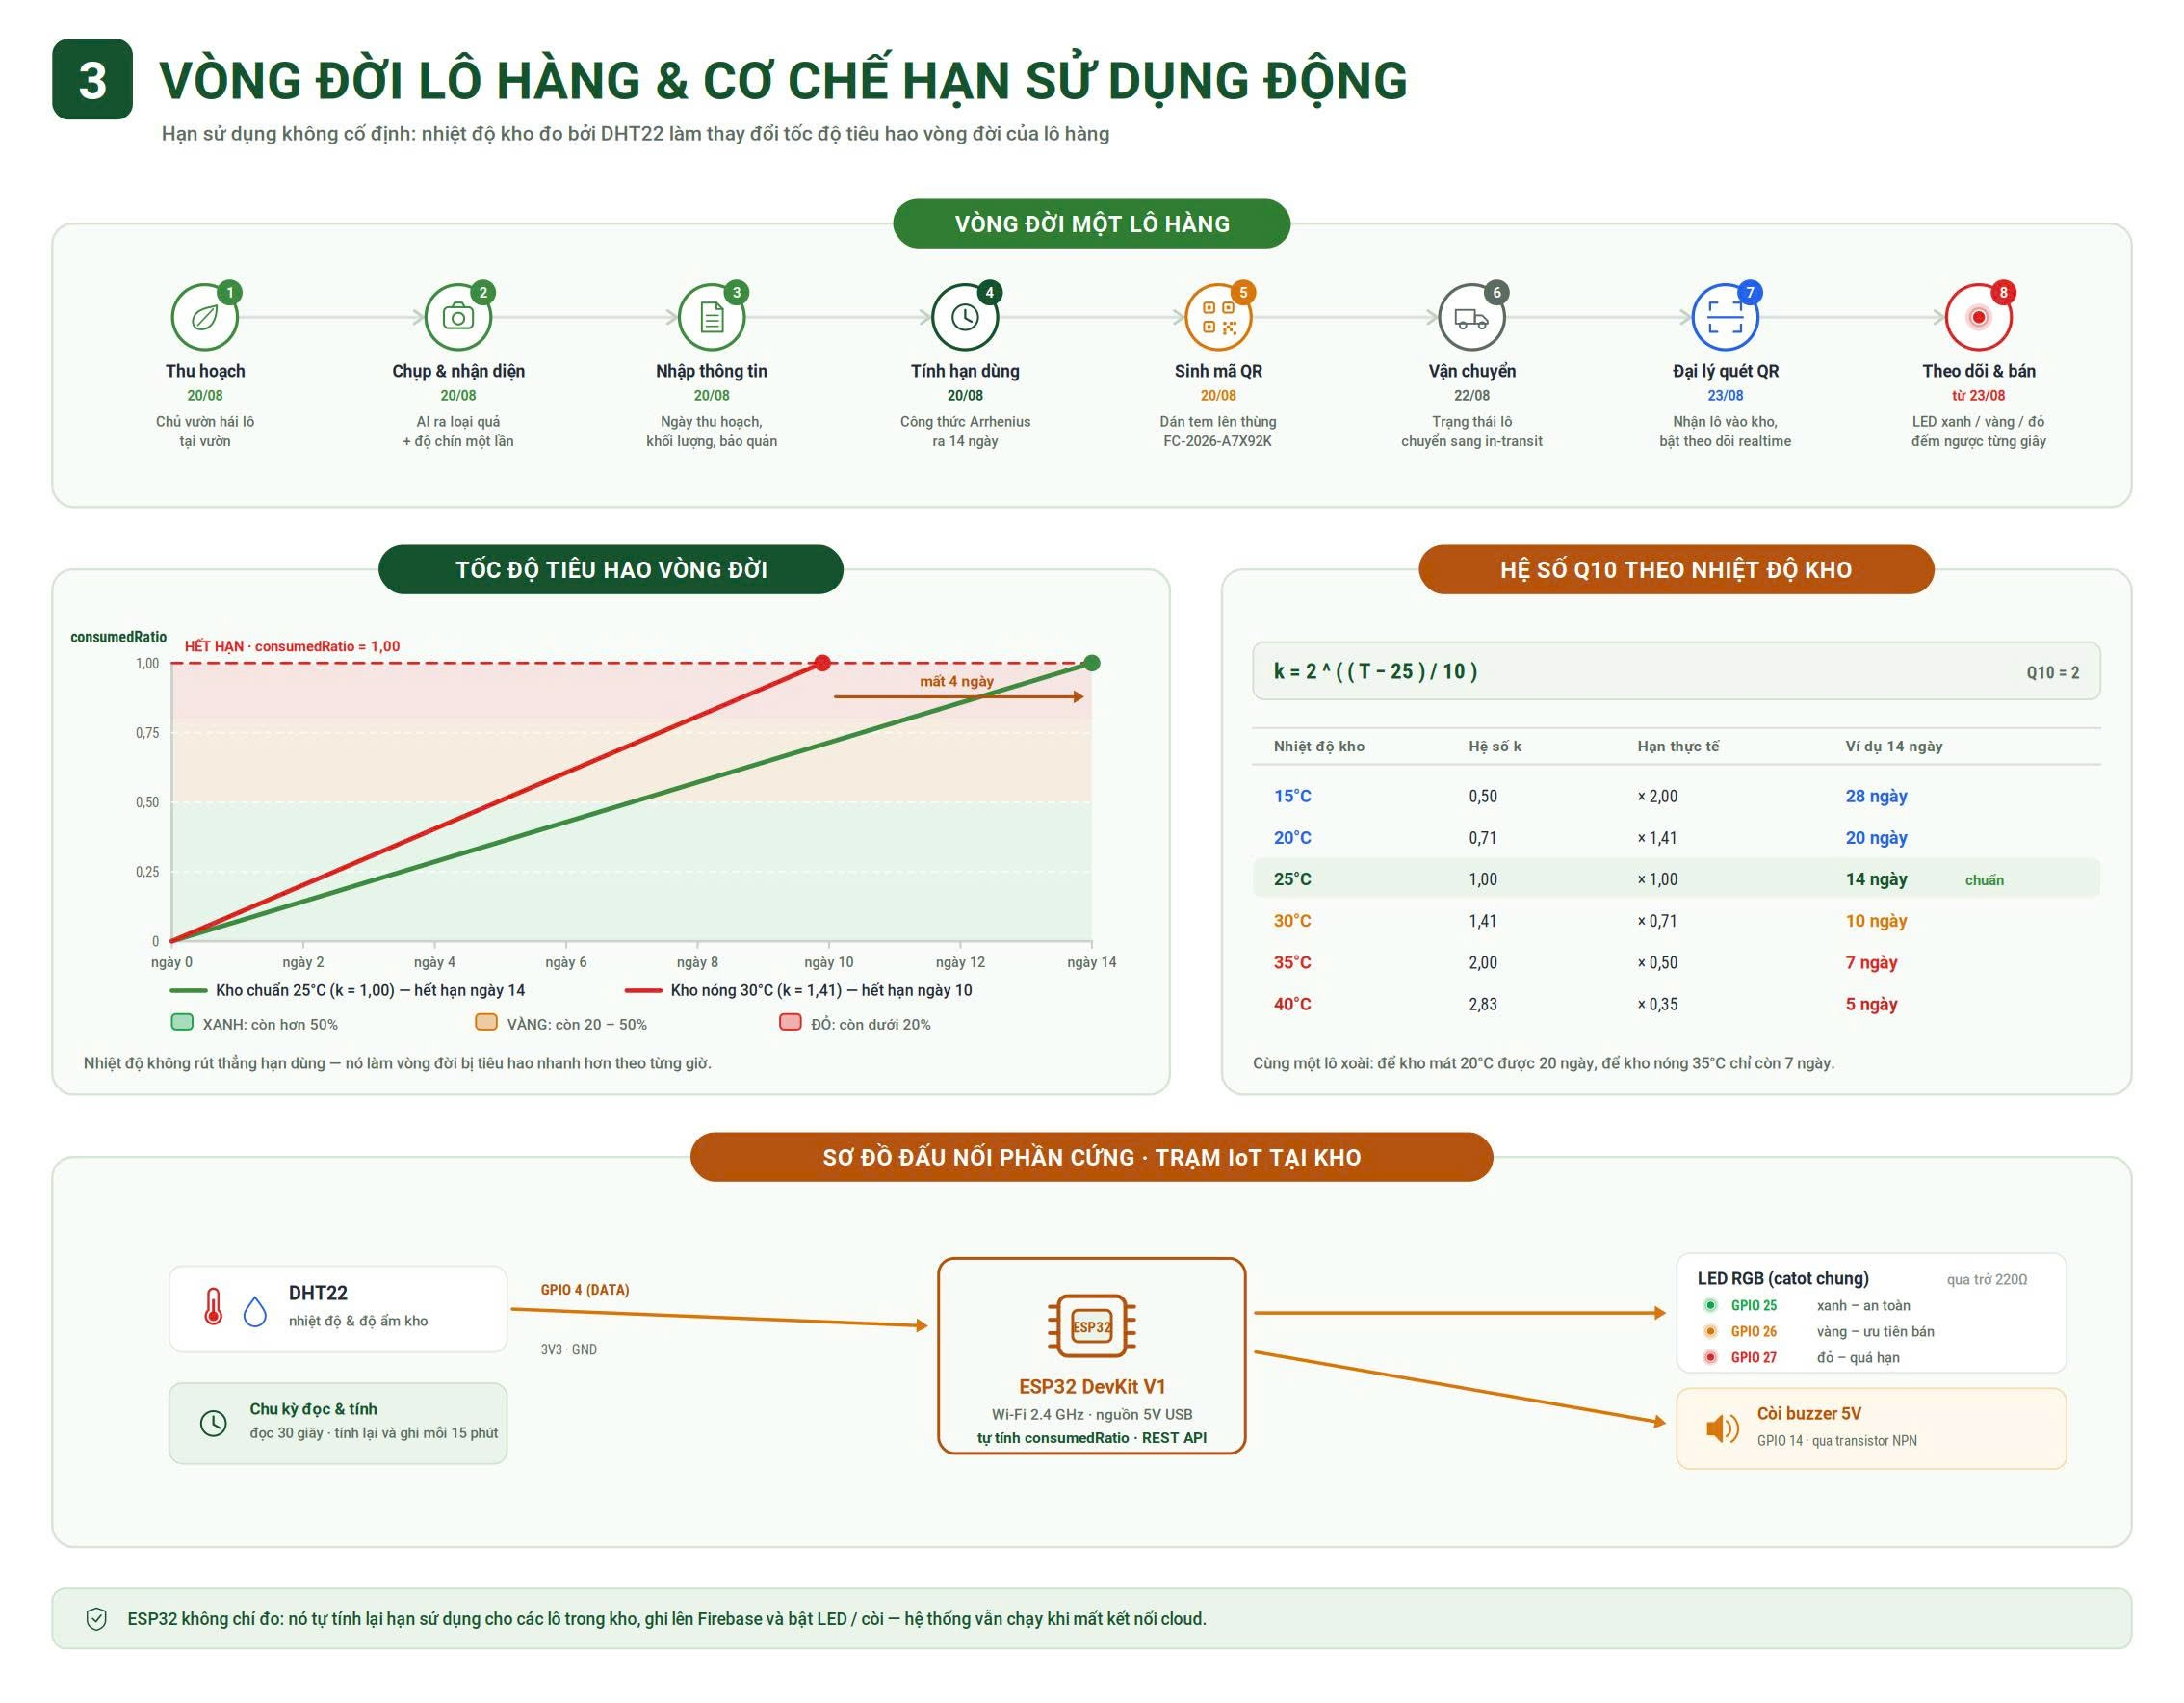 3
VÒNG ĐỜI LÔ HÀNG & CƠ CHẾ HẠN SỬ DỤNG ĐỘNG
Hạn sử dụng không cố định: nhiệt độ kho đo bởi DHT22 làm thay đổi tốc độ tiêu hao vòng đời của lô hàng
VÒNG ĐỜI MỘT LÔ HÀNG
1
Thu hoạch
20/08
Chủ vườn hái lô
tại vườn
2
Chụp & nhận diện
20/08
AI ra loại quả
+ độ chín một lần
3
Nhập thông tin
20/08
Ngày thu hoạch,
khối lượng, bảo quản
4
Tính hạn dùng
20/08
Công thức Arrhenius
ra 14 ngày
5
Sinh mã QR
20/08
Dán tem lên thùng
FC-2026-A7X92K
6
Vận chuyển
22/08
Trạng thái lô
chuyển sang in-transit
7
Đại lý quét QR
23/08
Nhận lô vào kho,
bật theo dõi realtime
8
Theo dõi & bán
từ 23/08
LED xanh / vàng / đỏ
đếm ngược từng giây
TỐC ĐỘ TIÊU HAO VÒNG ĐỜI
consumedRatio
HẾT HẠN · consumedRatio = 1,00
1,00
mất 4 ngày
0,75
0,50
0,25
0
ngày 0 ngày 2 ngày 4 ngày 6 ngày 8 ngày 10 ngày 12 ngày 14
Kho chuẩn 25°C (k = 1,00) — hết hạn ngày 14 Kho nóng 30°C (k = 1,41) — hết hạn ngày 10
XANH: còn hơn 50% VÀNG: còn 20 – 50% ĐỎ: còn dưới 20%
Nhiệt độ không rút thẳng hạn dùng — nó làm vòng đời bị tiêu hao nhanh hơn theo từng giờ.
HỆ SỐ Q10 THEO NHIỆT ĐỘ KHO
k = 2 ^ ( ( T − 25 ) / 10 ) Q10 = 2
Nhiệt độ kho Hệ số k Hạn thực tế Ví dụ 14 ngày
15°C 0,50 × 2,00 28 ngày
20°C 0,71 × 1,41 20 ngày
25°C 1,00 × 1,00 14 ngày chuẩn
30°C 1,41 × 0,71 10 ngày
35°C 2,00 × 0,50 7 ngày
40°C 2,83 × 0,35 5 ngày
Cùng một lô xoài: để kho mát 20°C được 20 ngày, để kho nóng 35°C chỉ còn 7 ngày.
SƠ ĐỒ ĐẤU NỐI PHẦN CỨNG · TRẠM IoT TẠI KHO
DHT22
nhiệt độ & độ ẩm kho
GPIO 4 (DATA)
3V3 · GND
Chu kỳ đọc & tính
đọc 30 giây · tính lại và ghi mỗi 15 phút
ESP32
ESP32 DevKit V1
Wi-Fi 2.4 GHz · nguồn 5V USB
tự tính consumedRatio · REST API
LED RGB (catot chung) qua trở 220Ω
GPIO 25 xanh – an toàn
GPIO 26 vàng – ưu tiên bán
GPIO 27 đỏ – quá hạn
Còi buzzer 5V
GPIO 14 · qua transistor NPN
ESP32 không chỉ đo: nó tự tính lại hạn sử dụng cho các lô trong kho, ghi lên Firebase và bật LED / còi — hệ thống vẫn chạy khi mất kết nối cloud.